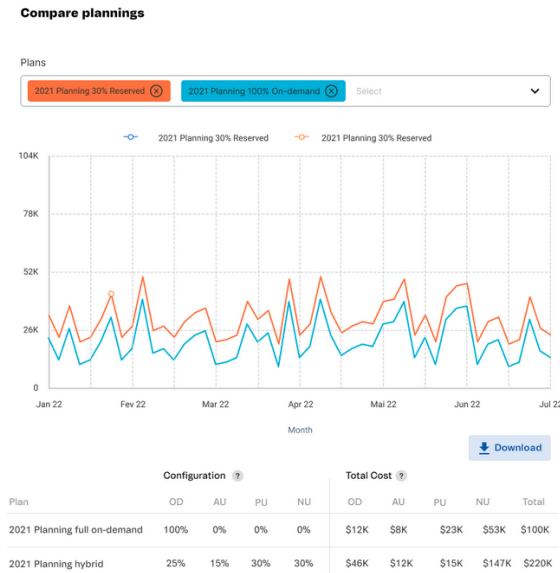 Compare plannings
Plans
2021 Planning 30% Reserved 2021 Planning 100% On-demand Select
2021 Planning 30% Reserved 2021 Planning 30% Reserved
104K
78K
52K
26K
0
Jan 22 Fev 22 Mar 22 Apr 22 Mai 22 Jun 22 Jul 22
Month
Download
Configuration ? Total Cost ?
Plan OD AU PU NU OD AU PU NU Total
2021 Planning full on-demand 100% 0% 0% 0% $12K $8K $23K $53K $100K
2021 Planning hybrid 25% 15% 30% 30% $46K $12K $15K $147K $220K